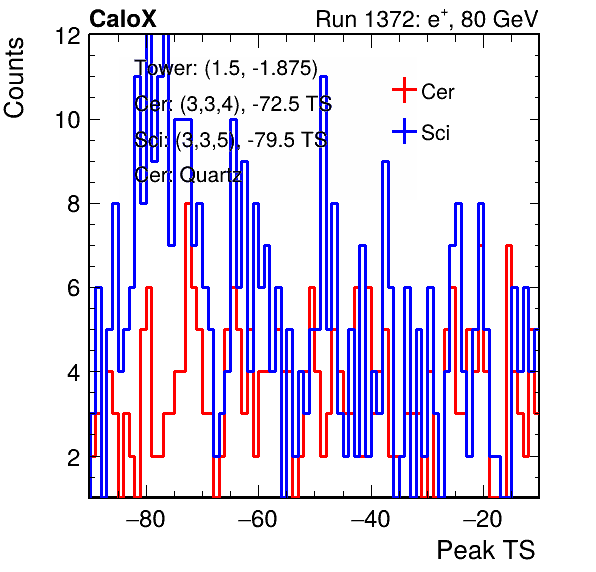 CaloX
Run 1372: e+, 80 GeV
Counts
Tower: (1.5, -1.875)
Cer: (3,3,4), -72.5 TS
Sci: (3,3,5), -79.5 TS
Cer: Quartz
Cer
Sci
12
10
8
6
4
2
−80
−60
−40
−20
Peak TS